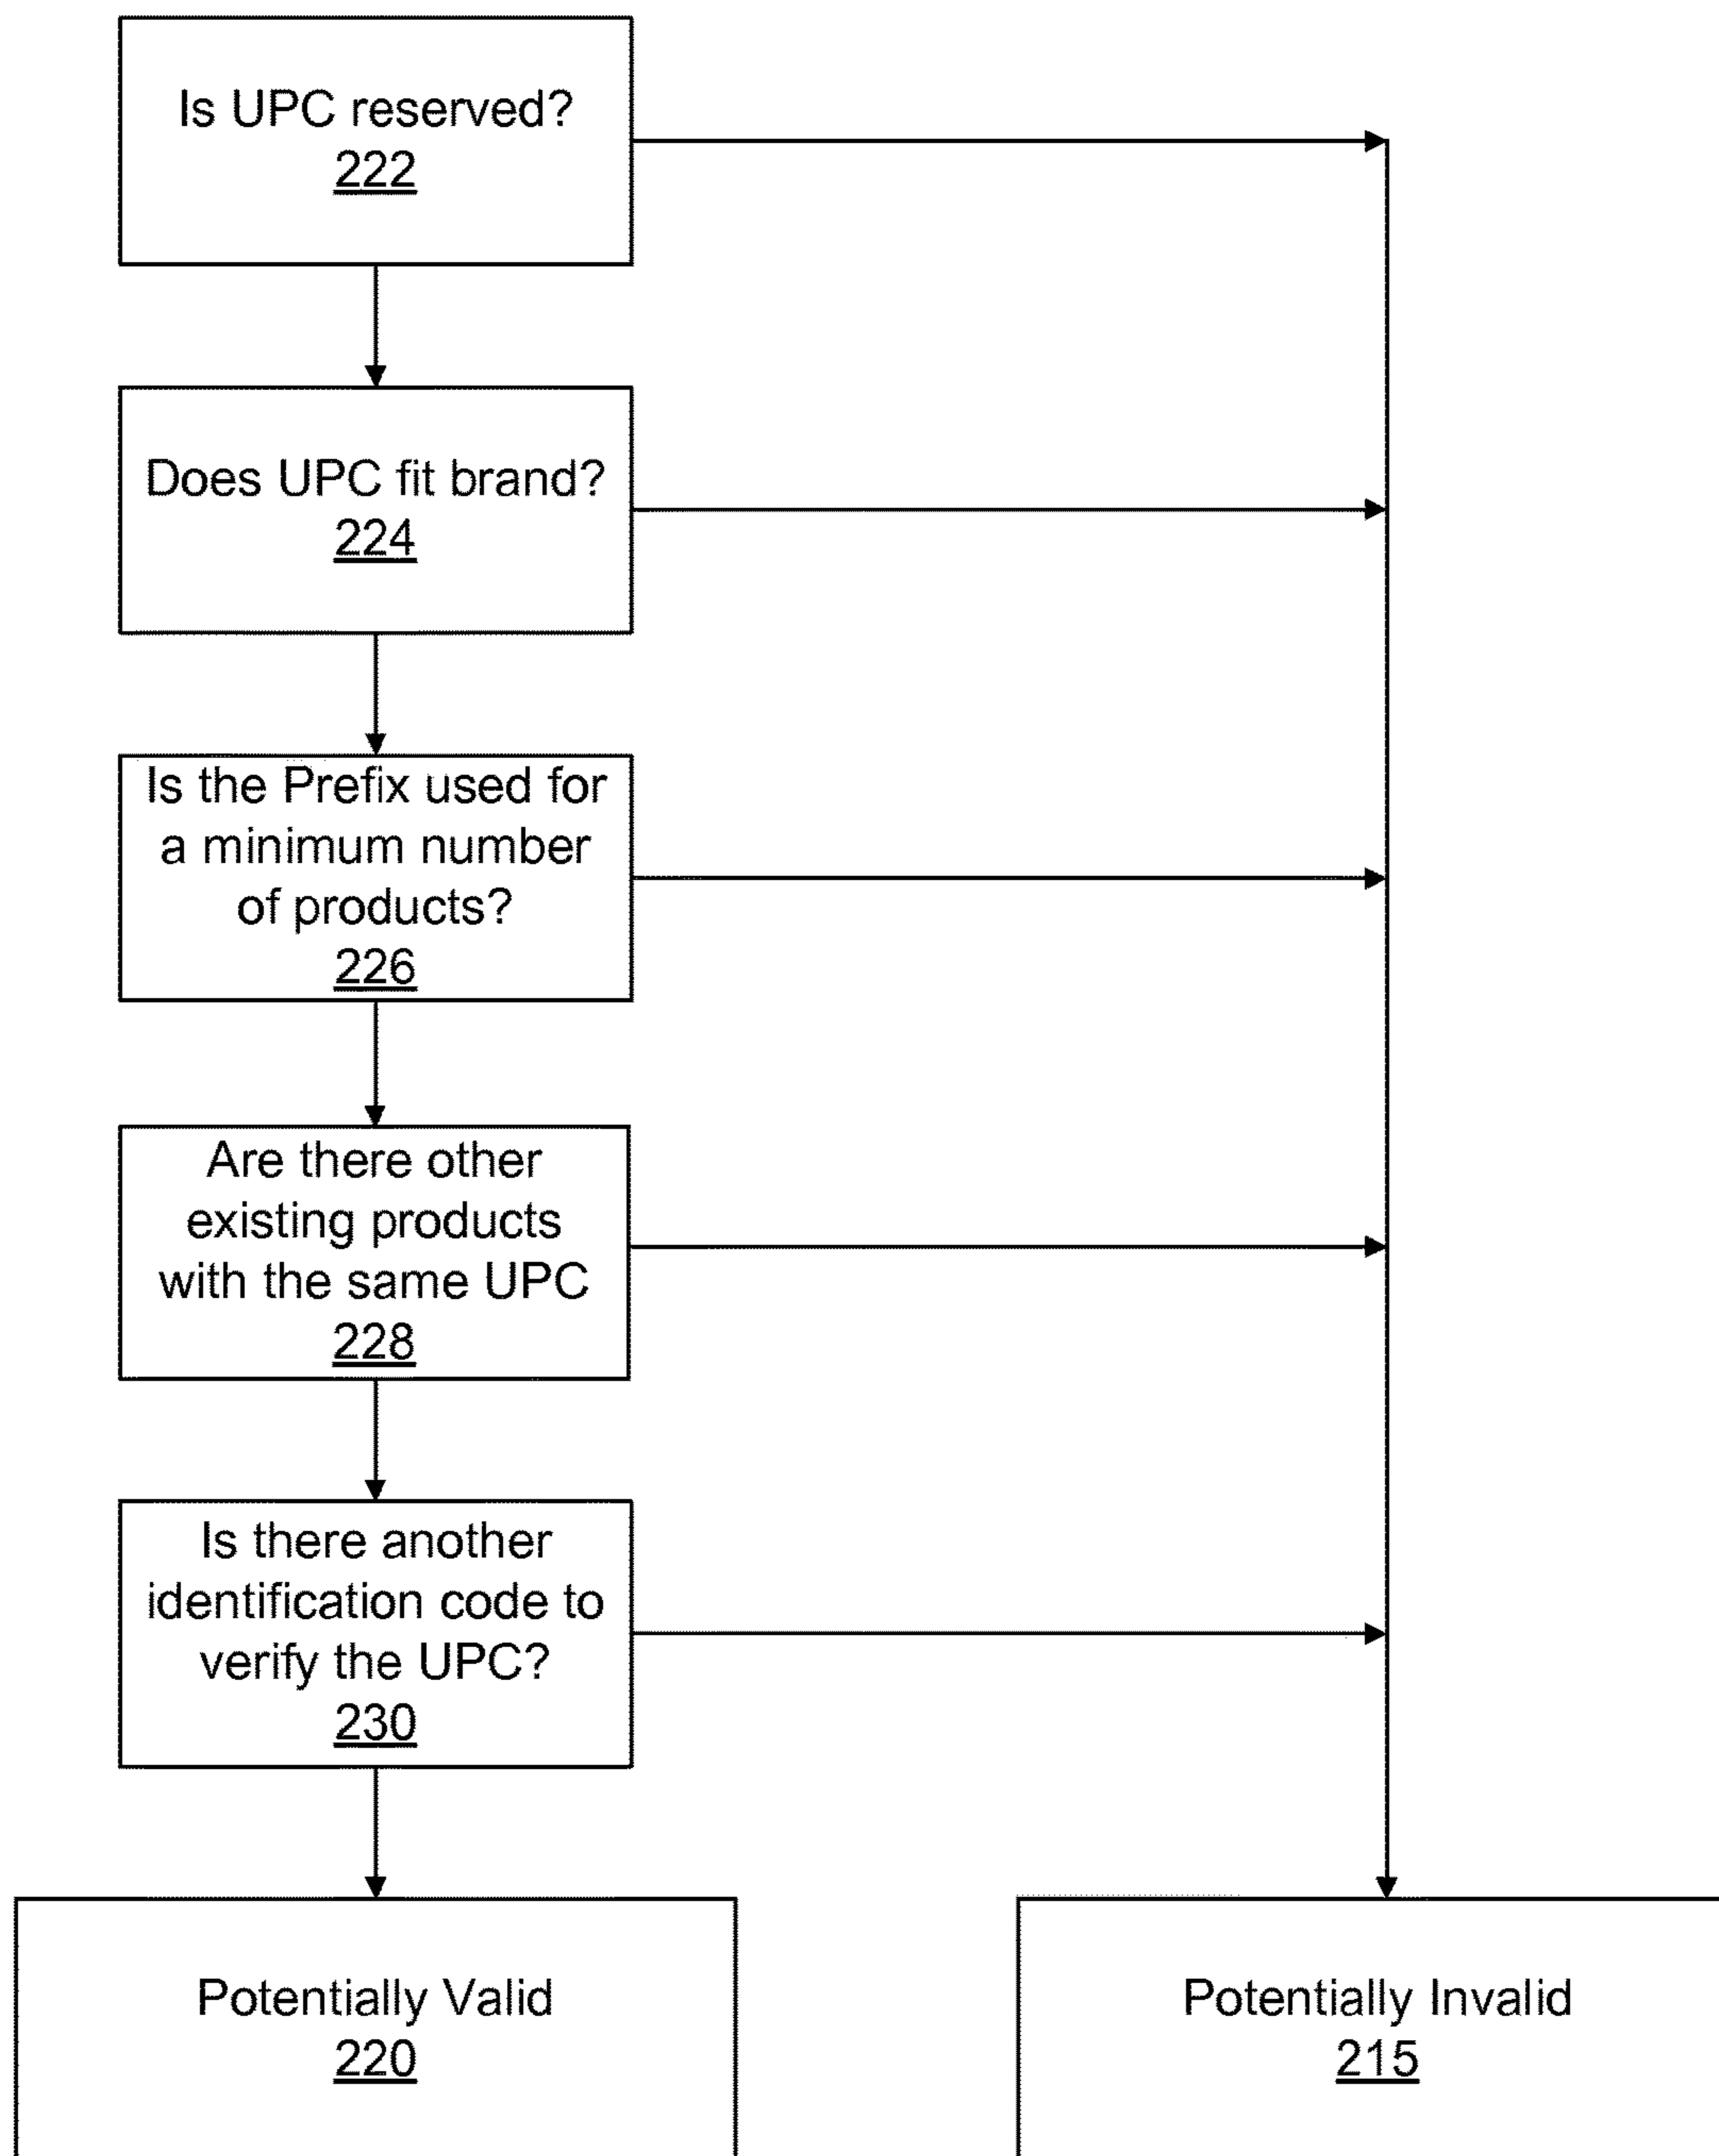 Is UPC reserved?
222
Does UPC fit brand?
224
Is the Prefix used for
a minimum number
of products?
226
Are there other
existing products
with the same UPC
228
Is there another
identification code to
verify the UPC?
230
Potentially Valid
220
Potentially Invalid
215